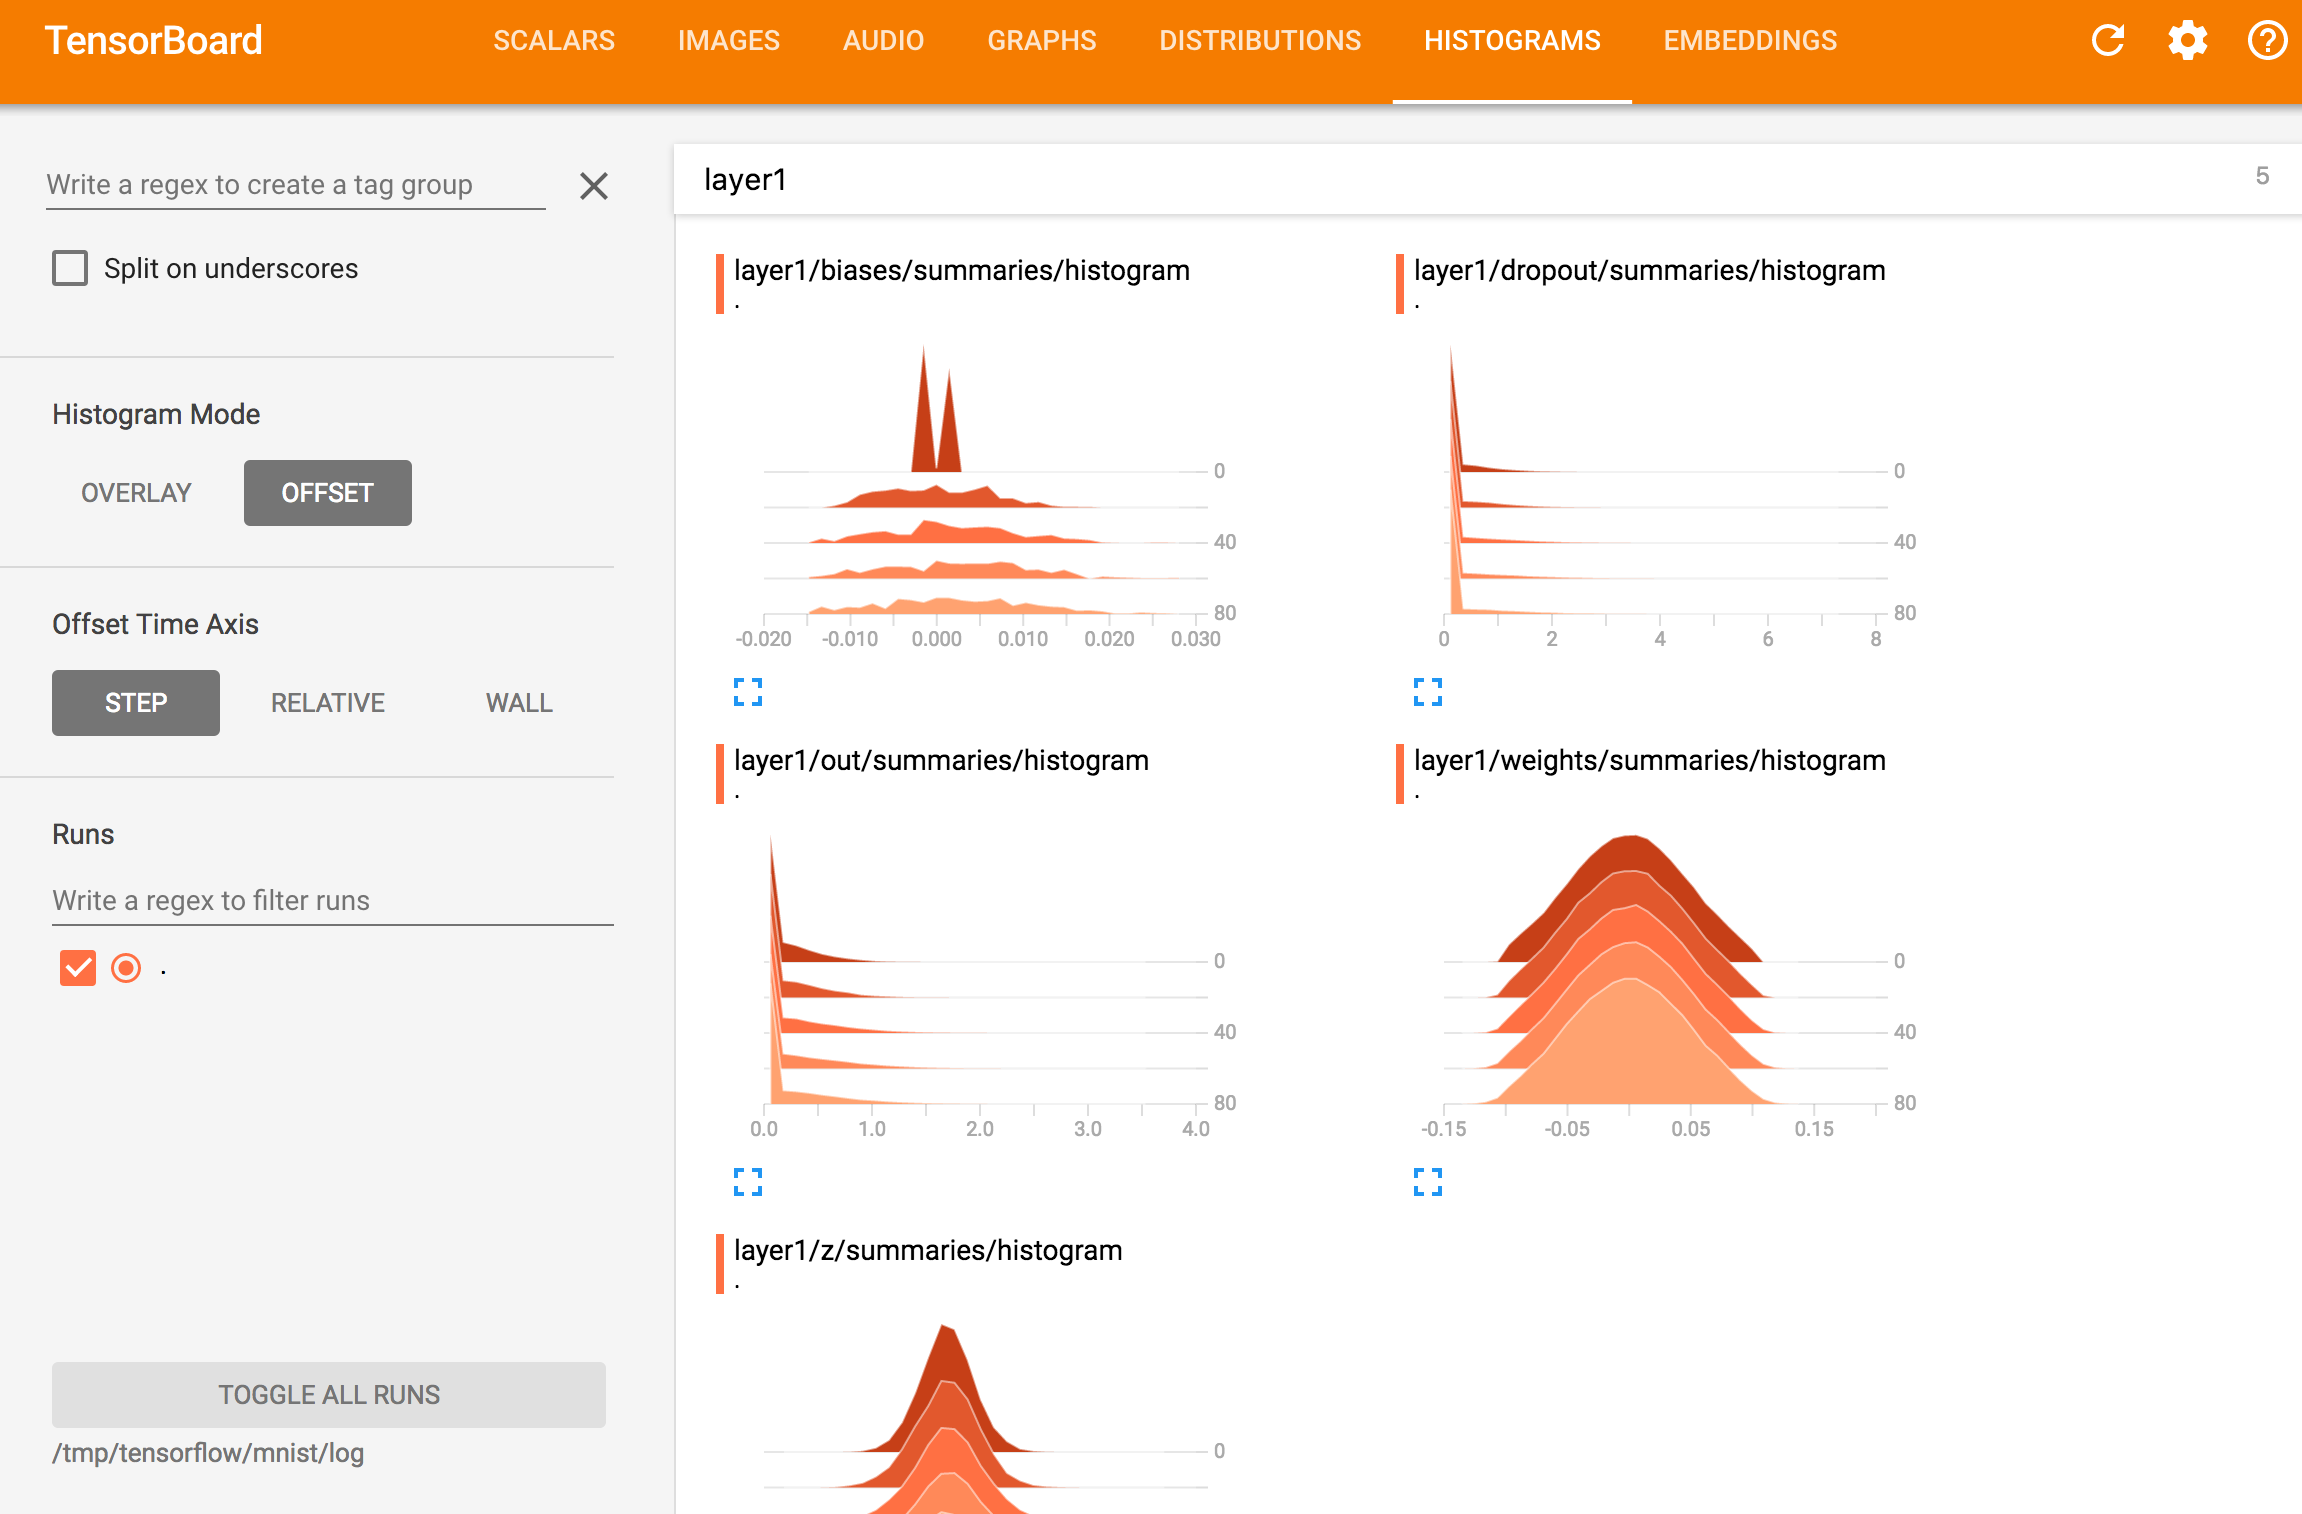 TensorBoard
SCALARS IMAGES AUDIO GRAPHS DISTRIBUTIONS HISTOGRAMS EMBEDDINGS
Write a regex to create a tag group
Split on underscores
Histogram Mode
OVERLAY OFFSET
Offset Time Axis
STEP RELATIVE WALL
Runs
Write a regex to filter runs
.
TOGGLE ALL RUNS
/tmp/tensorflow/mnist/log
layer1 5
layer1/biases/summaries/histogram
.
0
40
80
-0.020 -0.010 0.000 0.010 0.020 0.030
layer1/dropout/summaries/histogram
.
0
40
80
0 2 4 6 8
layer1/out/summaries/histogram
.
0
40
80
0.0 1.0 2.0 3.0 4.0
layer1/weights/summaries/histogram
.
0
40
80
-0.15 -0.05 0.05 0.15
layer1/z/summaries/histogram
.
0